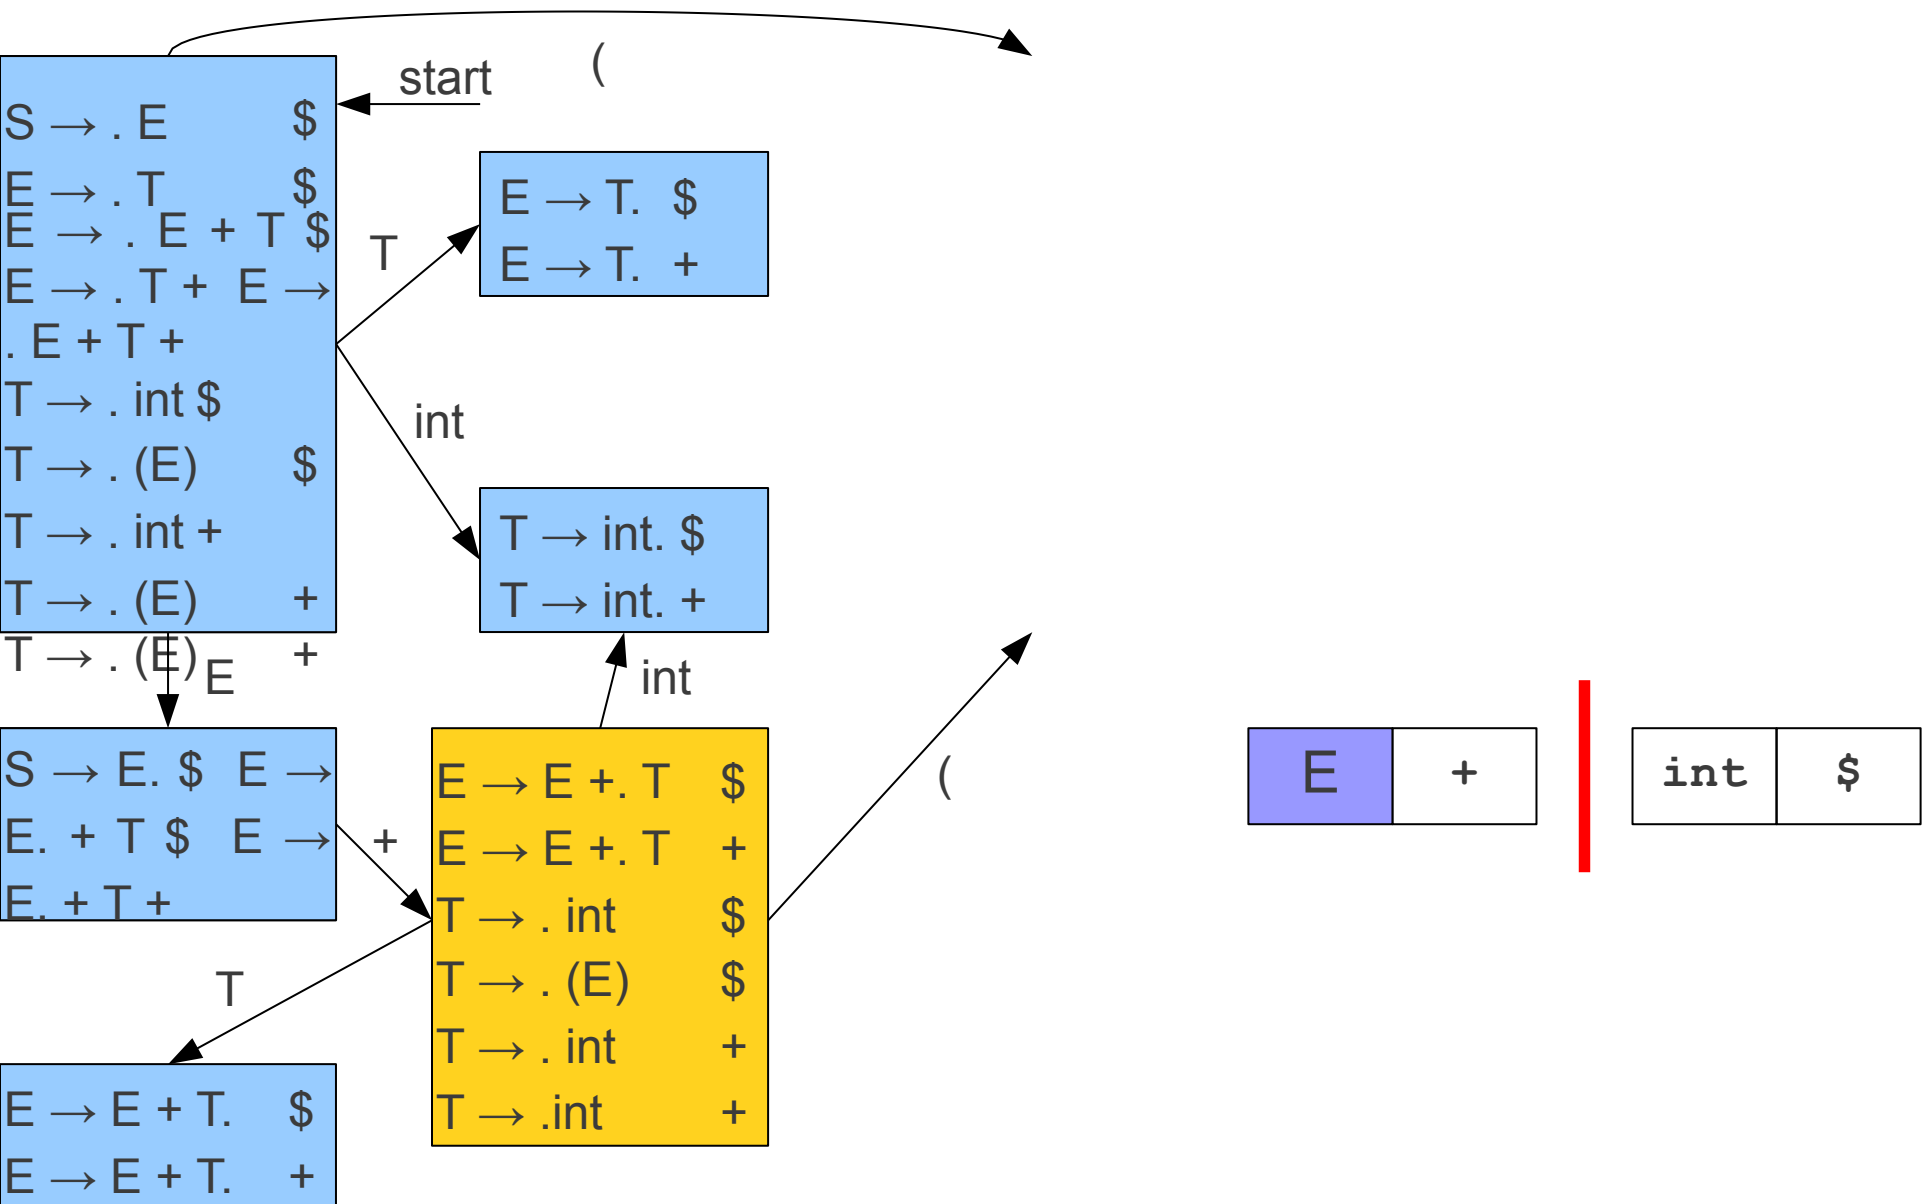 (
start
S → . E $
E → . T $
E → . E + T $
E → . T + E →
. E + T +
T → . int $
T → . (E) $
T → . int +
T → . (E) +
T → . (E) +
E
T
E → T. $
E → T. +
int
T → int. $
T → int. +
int
S → E. $ E →
E. + T $ E →
E. + T +
+
E → E +. T $
E → E +. T +
T → . int $
T → . (E) $
T → . int +
T → .int +
(
E + int $
T
E → E + T. $
E → E + T. +